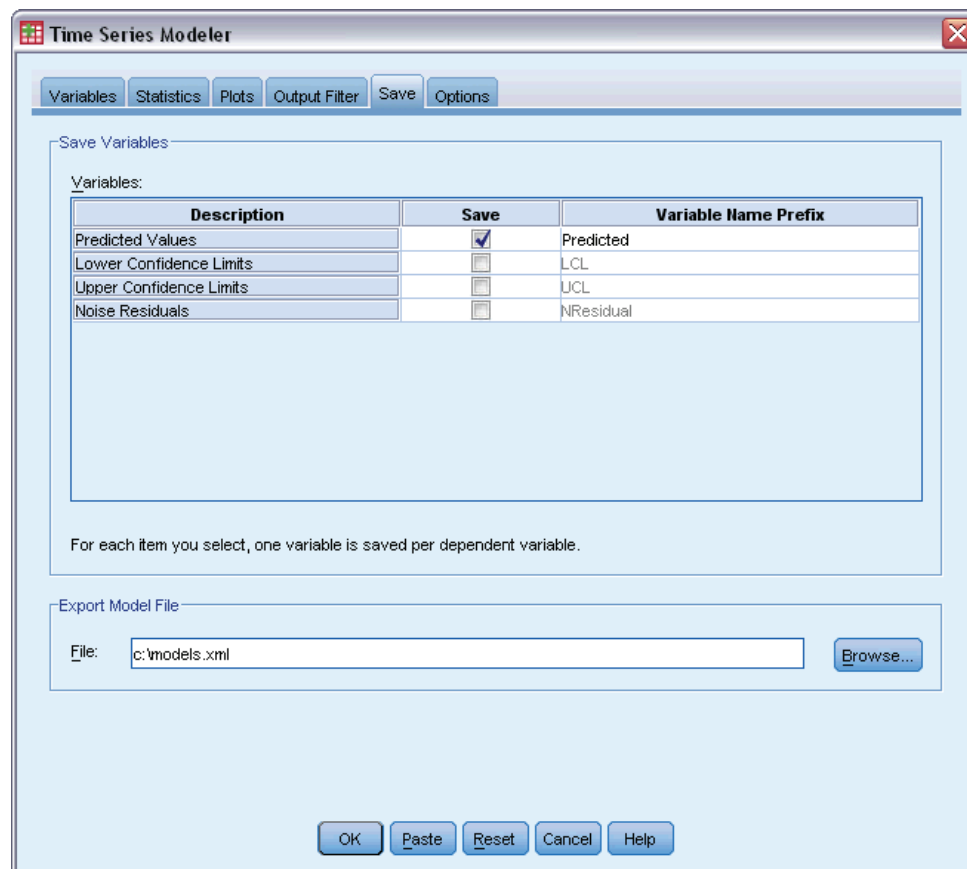 Time Series Modeler
Variables Statistics Plots Output Filter Save Options
Save Variables
Variables:
Description Save Variable Name Prefix
Predicted Values Predicted
Lower Confidence Limits LCL
Upper Confidence Limits UCL
Noise Residuals NResidual
For each item you select, one variable is saved per dependent variable.
Export Model File
File: c:\models.xml Browse...
OK Paste Reset Cancel Help